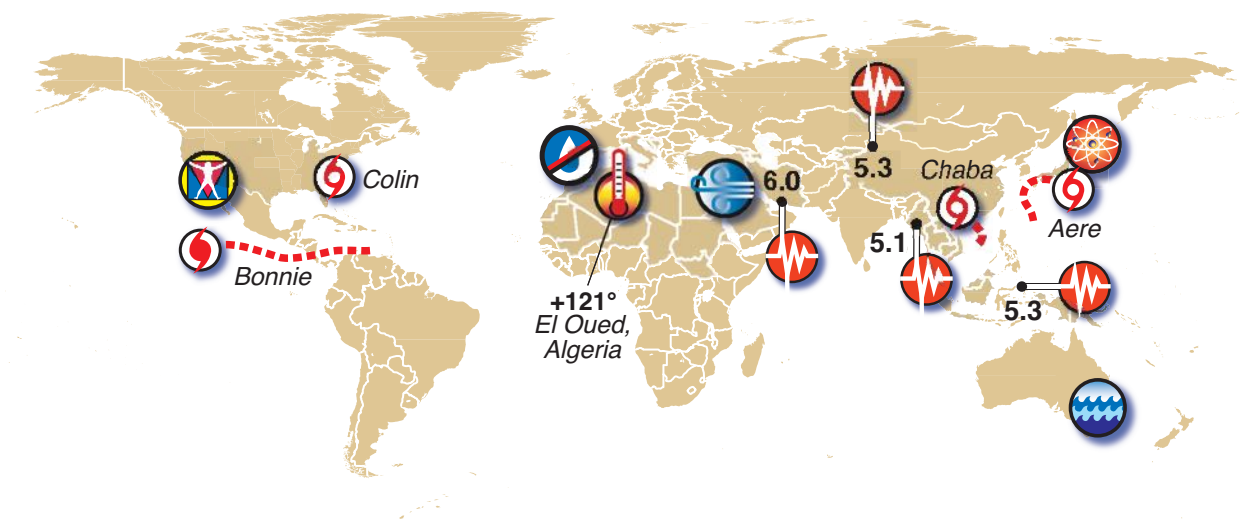 Colin
Bonnie
+121°
El Oued,
Algeria
6.0
5.3
Chaba
5.1
Aere
5.3